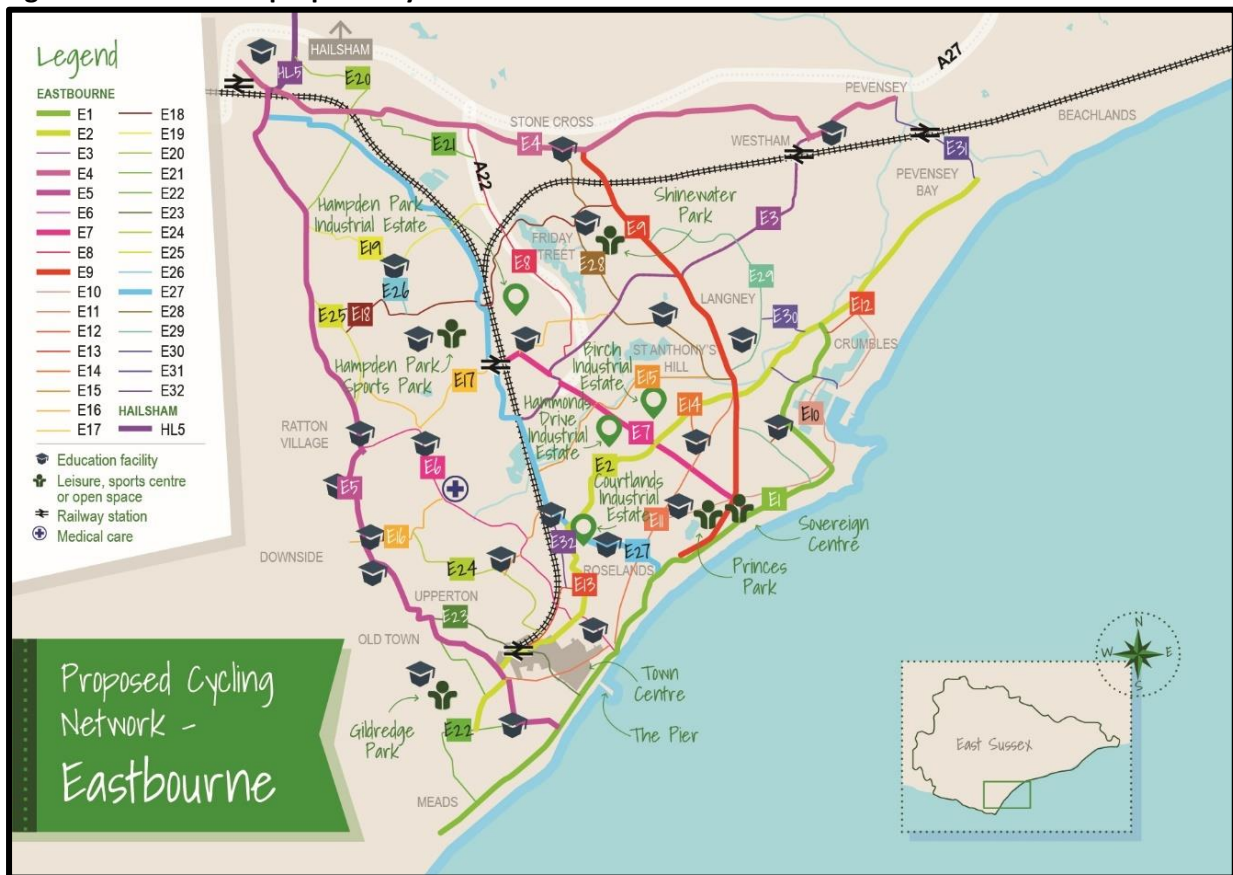 Legend
EASTBOURNE
E1
E2
E3
E4
E5
E6
E7
E8
E9
E10
E11
E12
E13
E14
E15
E16
E17
E18
E19
E20
E21
E22
E23
E24
E25
E26
E27
E28
E29
E30
E31
E32
HAILSHAM
HL5
Education facility
Leisure, sports centre
or open space
Railway station
Medical care
HAILSHAM
HL5
E20
A27
PEVENSEY
BEACHLANDS
STONE CROSS
E4
E21
A22
WESTHAM
E31
PEVENSEY
BAY
Hampden Park
Industrial Estate
Shinewater
Park
E3
E9
E19
FRIDAY
STREET
E8
E28
E29
E26
LANGNEY
E25
E18
E30
E12
CRUMBLES
Hampden Park
Sports Park
Birch
Industrial
Estate
ST ANTHONY'S
HILL
E17
E15
Hammonds
Drive
Industrial
Estate
E14
E10
RATTON
VILLAGE
E7
E6
E2
E5
Courtlands
Industrial
Estate
E1
E11
Sovereign
Centre
E16
E32
E27
DOWNSIDE
E24
ROSELANDS
Princes
Park
E13
UPPERTON
E23
OLD TOWN
Town
Centre
Gildredge
Park
E22
The Pier
MEADS
Proposed Cycling
Network -
Eastbourne
N
W
E
S
East Sussex